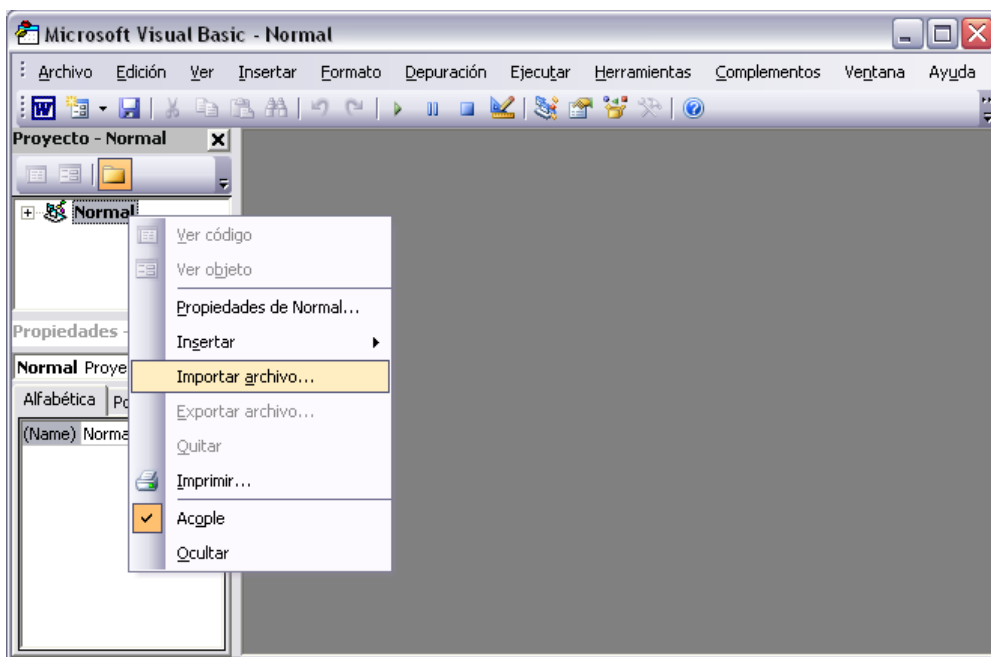 Microsoft Visual Basic - Normal
Archivo Edición Ver Insertar Formato Depuración Ejecutar Herramientas Complementos Ventana Ayuda
Proyecto - Normal
Normal
Ver código
Ver objeto
Propiedades de Normal...
Insertar
Importar archivo...
Exportar archivo...
Quitar
Imprimir...
Acople
Ocultar
Propiedades -
Normal Proye
Alfabética Po
(Name) Norma